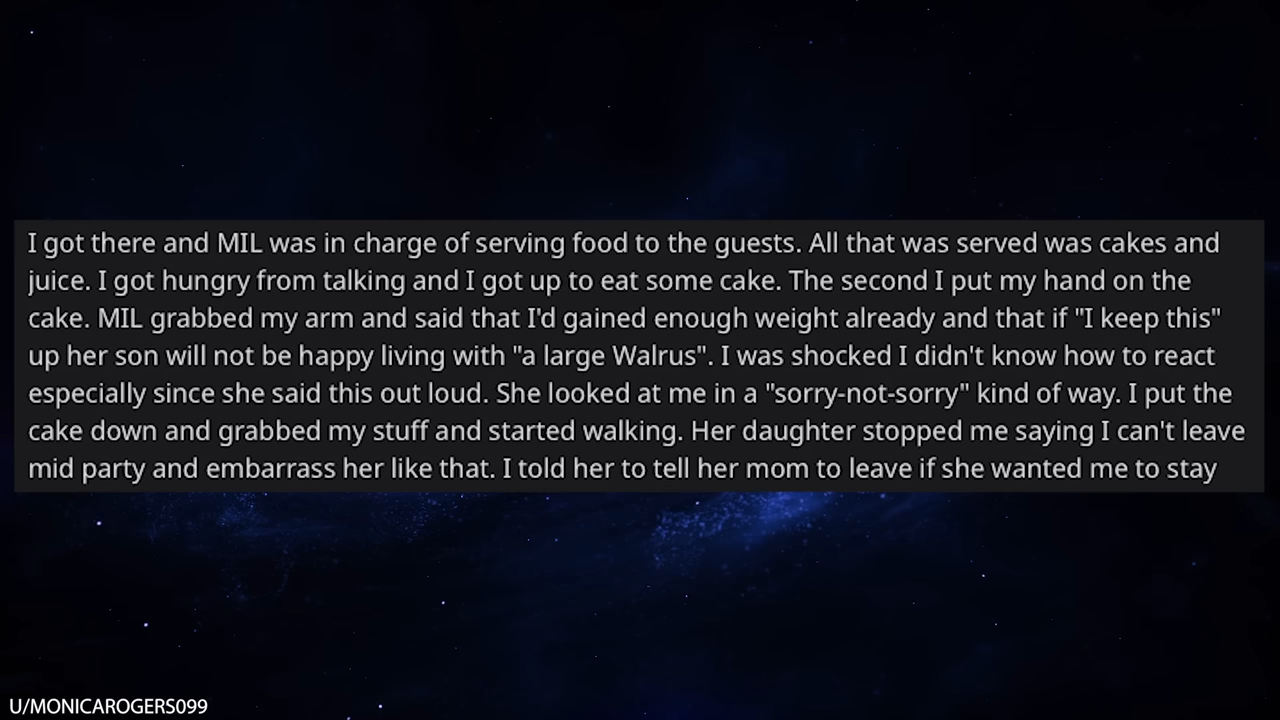 I got there and MIL was in charge of serving food to the guests. All that was served was cakes and
juice. I got hungry from talking and I got up to eat some cake. The second I put my hand on the
cake. MIL grabbed my arm and said that I'd gained enough weight already and that if "I keep this"
up her son will not be happy living with "a large Walrus". I was shocked I didn't know how to react
especially since she said this out loud. She looked at me in a "sorry-not-sorry" kind of way. I put the
cake down and grabbed my stuff and started walking. Her daughter stopped me saying I can't leave
mid party and embarrass her like that. I told her to tell her mom to leave if she wanted me to stay
U/MONICAROGERS099